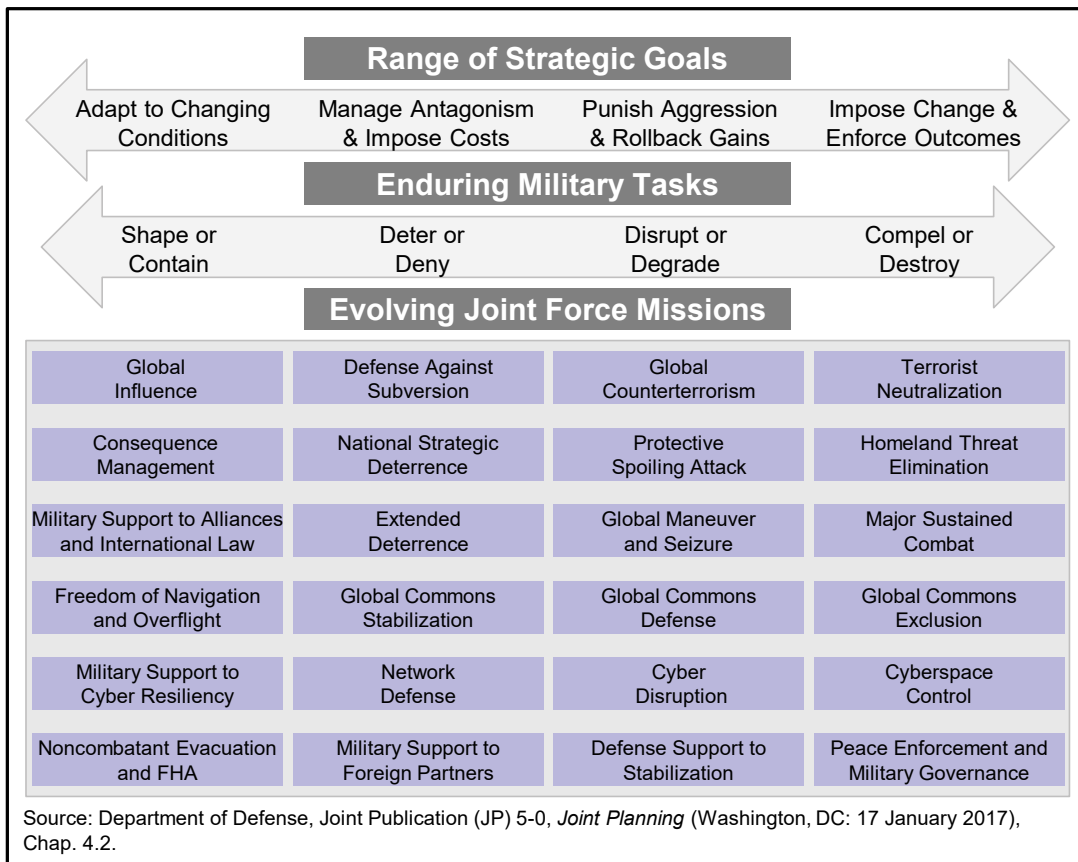 Range of Strategic Goals
Adapt to Changing
Conditions
Manage Antagonism
& Impose Costs
Punish Aggression
& Rollback Gains
Impose Change &
Enforce Outcomes
Enduring Military Tasks
Shape or
Contain
Deter or
Deny
Disrupt or
Degrade
Compel or
Destroy
Evolving Joint Force Missions
Global
Influence
Defense Against
Subversion
Global
Counterterrorism
Terrorist
Neutralization
Consequence
Management
National Strategic
Deterrence
Protective
Spoiling Attack
Homeland Threat
Elimination
Military Support to Alliances
and International Law
Extended
Deterrence
Global Maneuver
and Seizure
Major Sustained
Combat
Freedom of Navigation
and Overflight
Global Commons
Stabilization
Global Commons
Defense
Global Commons
Exclusion
Military Support to
Cyber Resiliency
Network
Defense
Cyber
Disruption
Cyberspace
Control
Noncombatant Evacuation
and FHA
Military Support to
Foreign Partners
Defense Support to
Stabilization
Peace Enforcement and
Military Governance
Source: Department of Defense, Joint Publication (JP) 5-0, Joint Planning (Washington, DC: 17 January 2017),
Chap. 4.2.